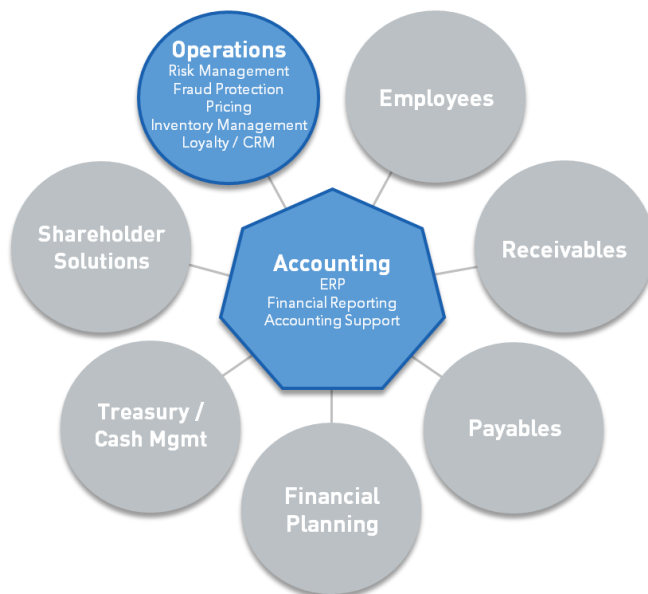 Operations
Risk Management
Fraud Protection
Pricing
Inventory Management
Loyalty / CRM
Employees
Shareholder
Solutions
Receivables
Accounting
ERP
Financial Reporting
Accounting Support
Treasury /
Cash Mgmt
Payables
Financial
Planning